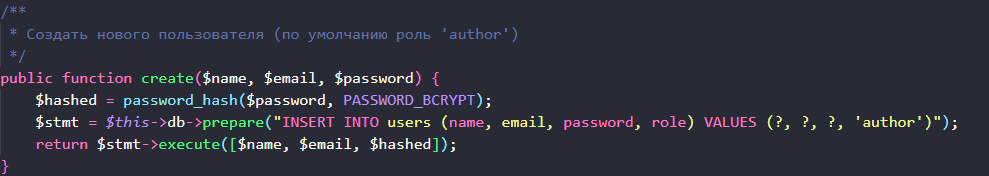 /**
 * Создать нового пользователя (по умолчанию роль 'author')
 */
public function create($name, $email, $password) {
    $hashed = password_hash($password, PASSWORD_BCRYPT);
    $stmt = $this->db->prepare("INSERT INTO users (name, email, password, role) VALUES (?, ?, ?, 'author')");
    return $stmt->execute([$name, $email, $hashed]);
}